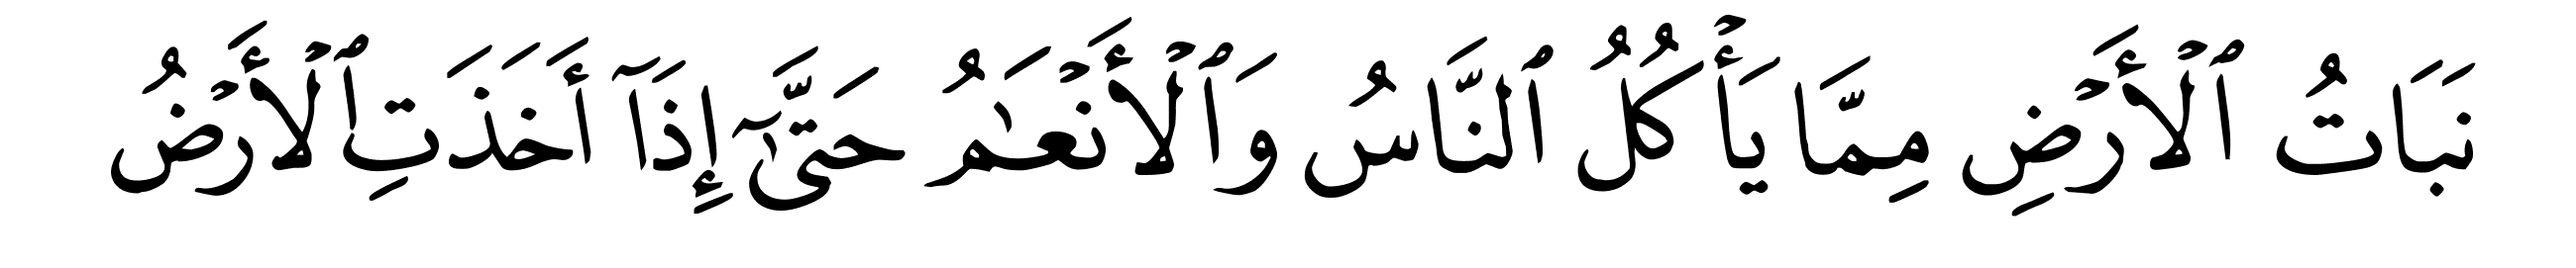 نَبَاتُ ٱلۡأَرۡضِ مِمَّا يَأۡكُلُ ٱلنَّاسُ وَٱلۡأَنۡعَـٰمُ حَتَّىٰٓ إِذَآ أَخَذَتِ ٱلۡأَرۡضُ